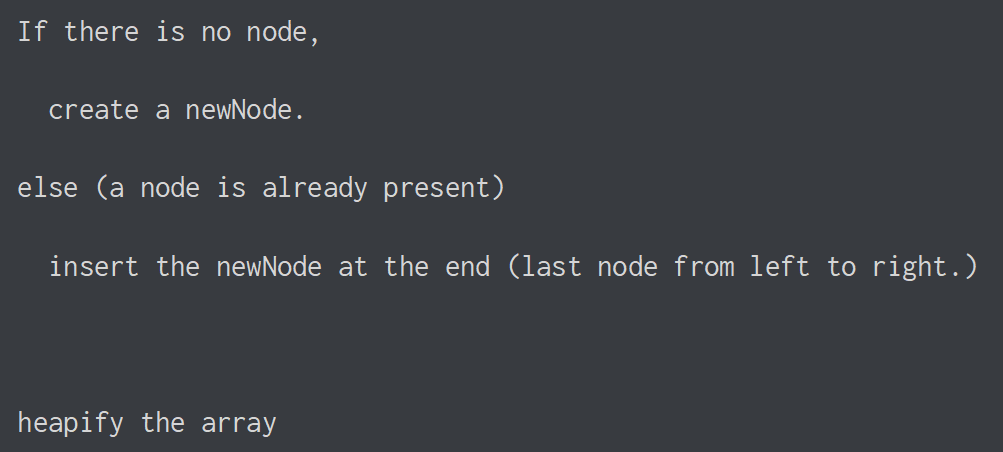 If there is no node,
create a newNode.
else (a node is already present)
insert the newNode at the end (last node from left to right.)
heapify the array